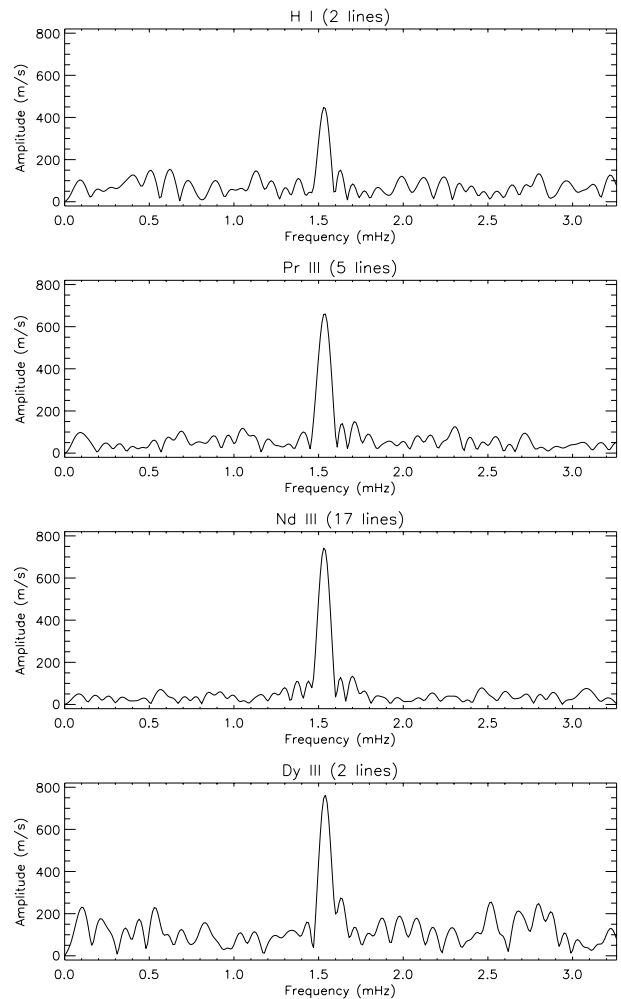 H I (2 lines)
800
600
400
200
0
Amplitude (m/s)
0.0 0.5 1.0 1.5 2.0 2.5 3.0
Frequency (mHz)
Pr III (5 lines)
800
600
400
200
0
Amplitude (m/s)
0.0 0.5 1.0 1.5 2.0 2.5 3.0
Frequency (mHz)
Nd III (17 lines)
800
600
400
200
0
Amplitude (m/s)
0.0 0.5 1.0 1.5 2.0 2.5 3.0
Frequency (mHz)
Dy III (2 lines)
800
600
400
200
0
Amplitude (m/s)
0.0 0.5 1.0 1.5 2.0 2.5 3.0
Frequency (mHz)